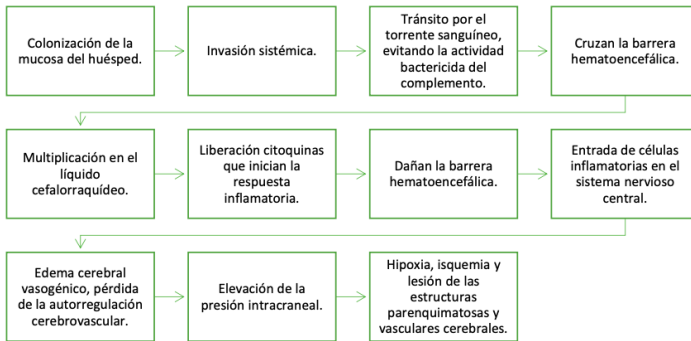 Colonización de la
mucosa del huésped.
Invasión sistémica.
Tránsito por el
torrente sanguíneo,
evitando la actividad
bactericida del
complemento.
Cruzan la barrera
hematoencefálica.
Multiplicación en el
líquido
cefalorraquídeo.
Liberación citoquinas
que inician la
respuesta
inflamatoria.
Dañan la barrera
hematoencefálica.
Entrada de células
inflamatorias en el
sistema nervioso
central.
Edema cerebral
vasogénico, pérdida
de la autorregulación
cerebrovascular.
Elevación de la
presión intracraneal.
Hipoxia, isquemia y
lesión de las
estructuras
parenquimatosas y
vasculares cerebrales.